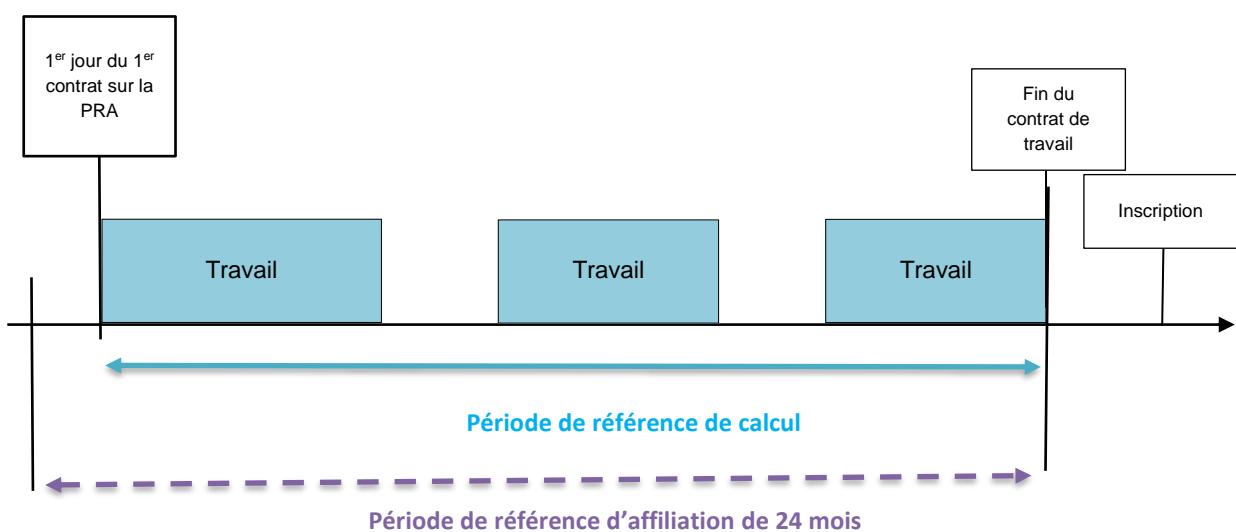 1er jour du 1er
contrat sur la
PRA
Fin du
contrat de
travail
Inscription
Travail
Travail
Travail
Période de référence de calcul
Période de référence d’affiliation de 24 mois